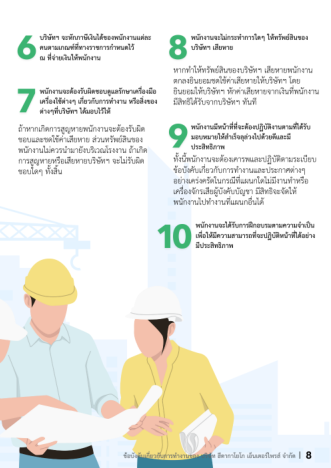 6
บริษัทฯ จะหักภาษีเงินได้ของพนักงานแต่ละ
คนตามเกณฑ์ที่ทางราชการกำหนดไว้
ณ ที่จ่ายเงินให้พนักงาน
7
พนักงานจะต้องรับผิดชอบดูแลรักษาเครื่องมือ
เครื่องใช้ต่างๆ เกี่ยวกับการทำงาน หรือสิ่งของ
ต่างๆที่บริษัทฯ ได้มอบไว้ให้
ถ้าหากเกิดการสูญหายพนักงานจะต้องรับผิด
ชอบและชดใช้ค่าเสียหาย ส่วนทรัพย์สินของ
พนักงานไม่ควรนำมายังบริเวณโรงงาน ถ้าเกิด
การสูญหายหรือเสียหายบริษัทฯ จะไม่รับผิด
ชอบใดๆ ทั้งสิ้น
8
พนักงานจะไม่กระทำการใดๆ ให้ทรัพย์สินของ
บริษัทฯ เสียหาย
หากทำให้ทรัพย์สินของบริษัทฯ เสียหายพนักงาน
ตกลงยินยอมชดใช้ค่าเสียหายให้บริษัทฯ โดย
ยินยอมให้บริษัทฯ หักค่าเสียหายจากเงินที่พนักงาน
มีสิทธิได้รับจากบริษัทฯ ทันที
9
พนักงานมีหน้าที่ที่จะต้องปฏิบัติงานตามที่ได้รับ
มอบหมายให้สำเร็จลุล่วงไปด้วยดีและมี
ประสิทธิภาพ
ทั้งนี้พนักงานจะต้องเคารพและปฏิบัติตามระเบียบ
ข้อบังคับเกี่ยวกับการทำงานและประกาศต่างๆ
อย่างเคร่งครัดในกรณีที่แผนกใดไม่มีงานทำหรือ
เครื่องจักรเสียผู้บังคับบัญชา มีสิทธิจะจัดให้
พนักงานไปทำงานที่แผนกอื่นได้
10
พนักงานจะได้รับการฝึกอบรมตามความจำเป็น
เพื่อให้มีความสามารถที่จะปฏิบัติหน้าที่ได้อย่าง
มีประสิทธิภาพ
ข้อบังคับเกี่ยวกับการทำงานของ บริษัท เอ็นเตอร์ไพรส์ จำกัด | 8